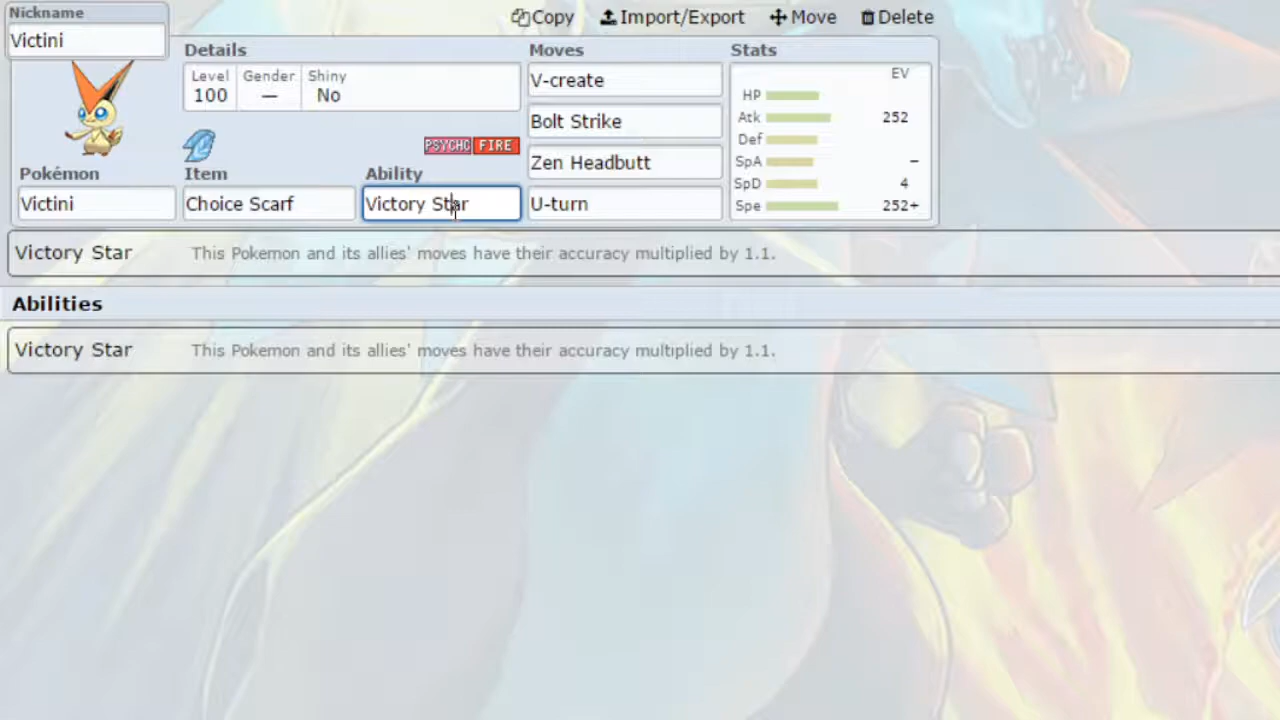 Nickname
Victini
Copy Import/Export Move Delete
Details
Level Gender Shiny
100 — No
PSYCHC FIRE
Pokémon Item Ability
Victini Choice Scarf Victory Star
Moves
V-create
Bolt Strike
Zen Headbutt
U-turn
Stats
EV
HP
Atk 252
Def
SpA –
SpD 4
Spe 252+
Victory Star This Pokemon and its allies' moves have their accuracy multiplied by 1.1.
Abilities
Victory Star This Pokemon and its allies' moves have their accuracy multiplied by 1.1.